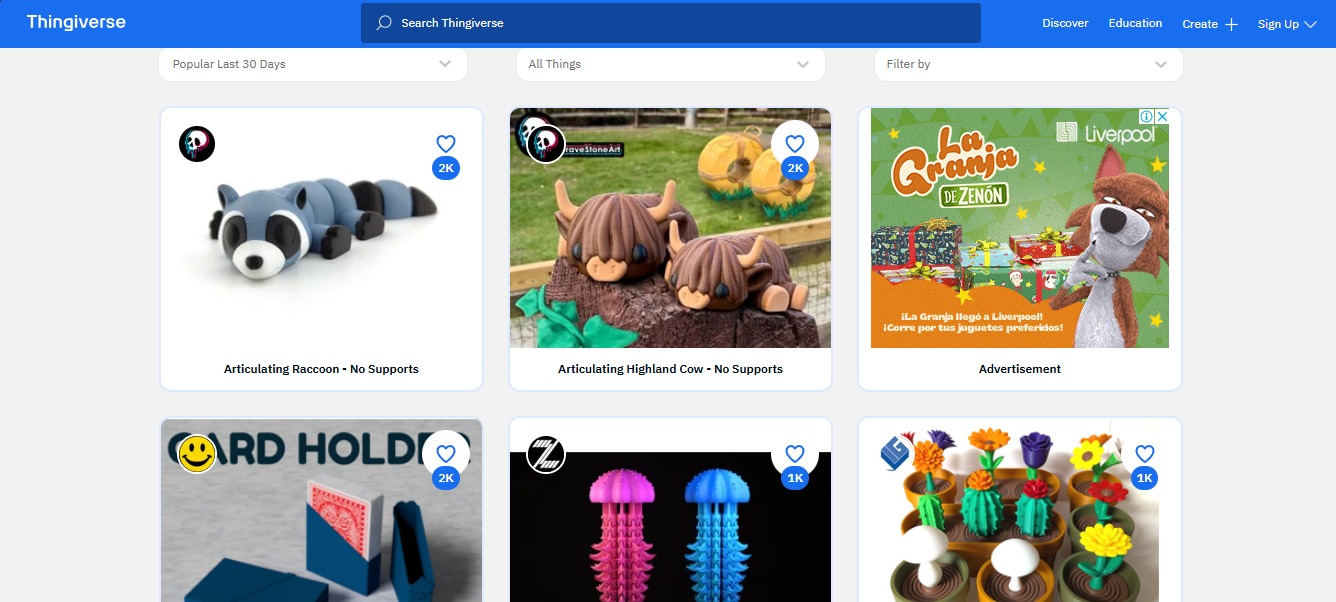 Thingiverse
Search Thingiverse
Discover
Education
Create
Sign Up
Popular Last 30 Days
All Things
Filter by
2K
Articulating Raccoon - No Supports
raveStoneArt
2K
Articulating Highland Cow - No Supports
Liverpool
La
Granja
DE ZENÓN
¡La Granja llegó a Liverpool!
¡Corre por tus juguetes preferidos!
Advertisement
CARD HOLDER
2K
1K
1K